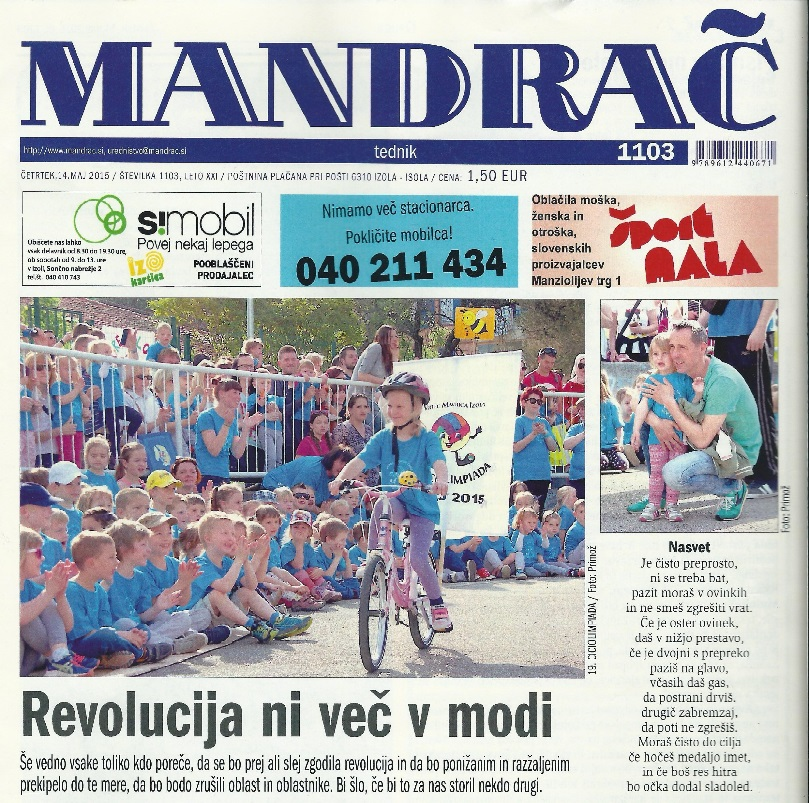 MANDRAČ
http://www.mandrac.si, urednistvo@mandrac.si
tednik
1103
9789612440671
ČETRTEK,14.MAJ 2015 / ŠTEVILKA 1103, LETO XXI / POŠTNINA PLAČANA PRI POŠTI 6310 IZOLA - ISOLA / CENA: 1,50 EUR
s!mobil
Povej nekaj lepega
Obiščete nas lahko
vsak delavnik od 8.30 do 19.30 ure,
ob sobotah od 9. do 13. ure
v Izoli, Sončno nabrežje 2
tel.št. 040 410 743
IZO
kartica
POOBLAŠČENI
PRODAJALEC
Nimamo več stacionarca.
Pokličite mobilca!
040 211 434
Oblačila moška,
ženska in
otroška,
slovenskih
proizvajalcev
Manziolijev trg 1
šport
MALA
VRTEC MAVRICA IZOLA
2015
19. CICIOLIMPIADA / Foto: Primož
Foto: Primož
Nasvet
Je čisto preprosto,
ni se treba bat,
pazit moraš v ovinkih
in ne smeš zgrešiti vrat.
Če je oster ovinek,
daš v nižjo prestavo,
če je dvojni s prepreko
paziš na glavo,
včasih daš gas,
da postrani drviš.
drugič zabremzaj,
da poti ne zgrešiš.
Moraš čisto do cilja
če hočeš medaljo imet,
in če boš res hitra
bo očka dodal sladoled.
Revolucija ni več v modi
Še vedno vsake toliko kdo poreče, da se bo prej ali slej zgodila revolucija in da bo ponižanim in razžaljenim
prekipelo do te mere, da bo bodo zrušili oblast in oblastnike. Bi šlo, če bi to za nas storil nekdo drugi.